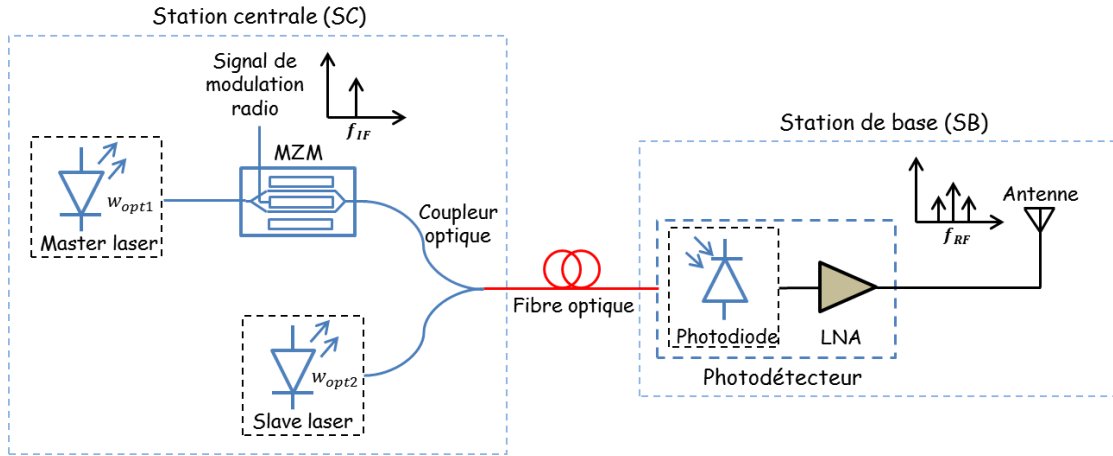 Station centrale (SC)
Signal de
modulation
radio
f_IF
MZM
w_opt1
Master laser
Coupleur
optique
w_opt2
Slave laser
Fibre optique
Station de base (SB)
f_RF
Antenne
Photodiode
LNA
Photodétecteur